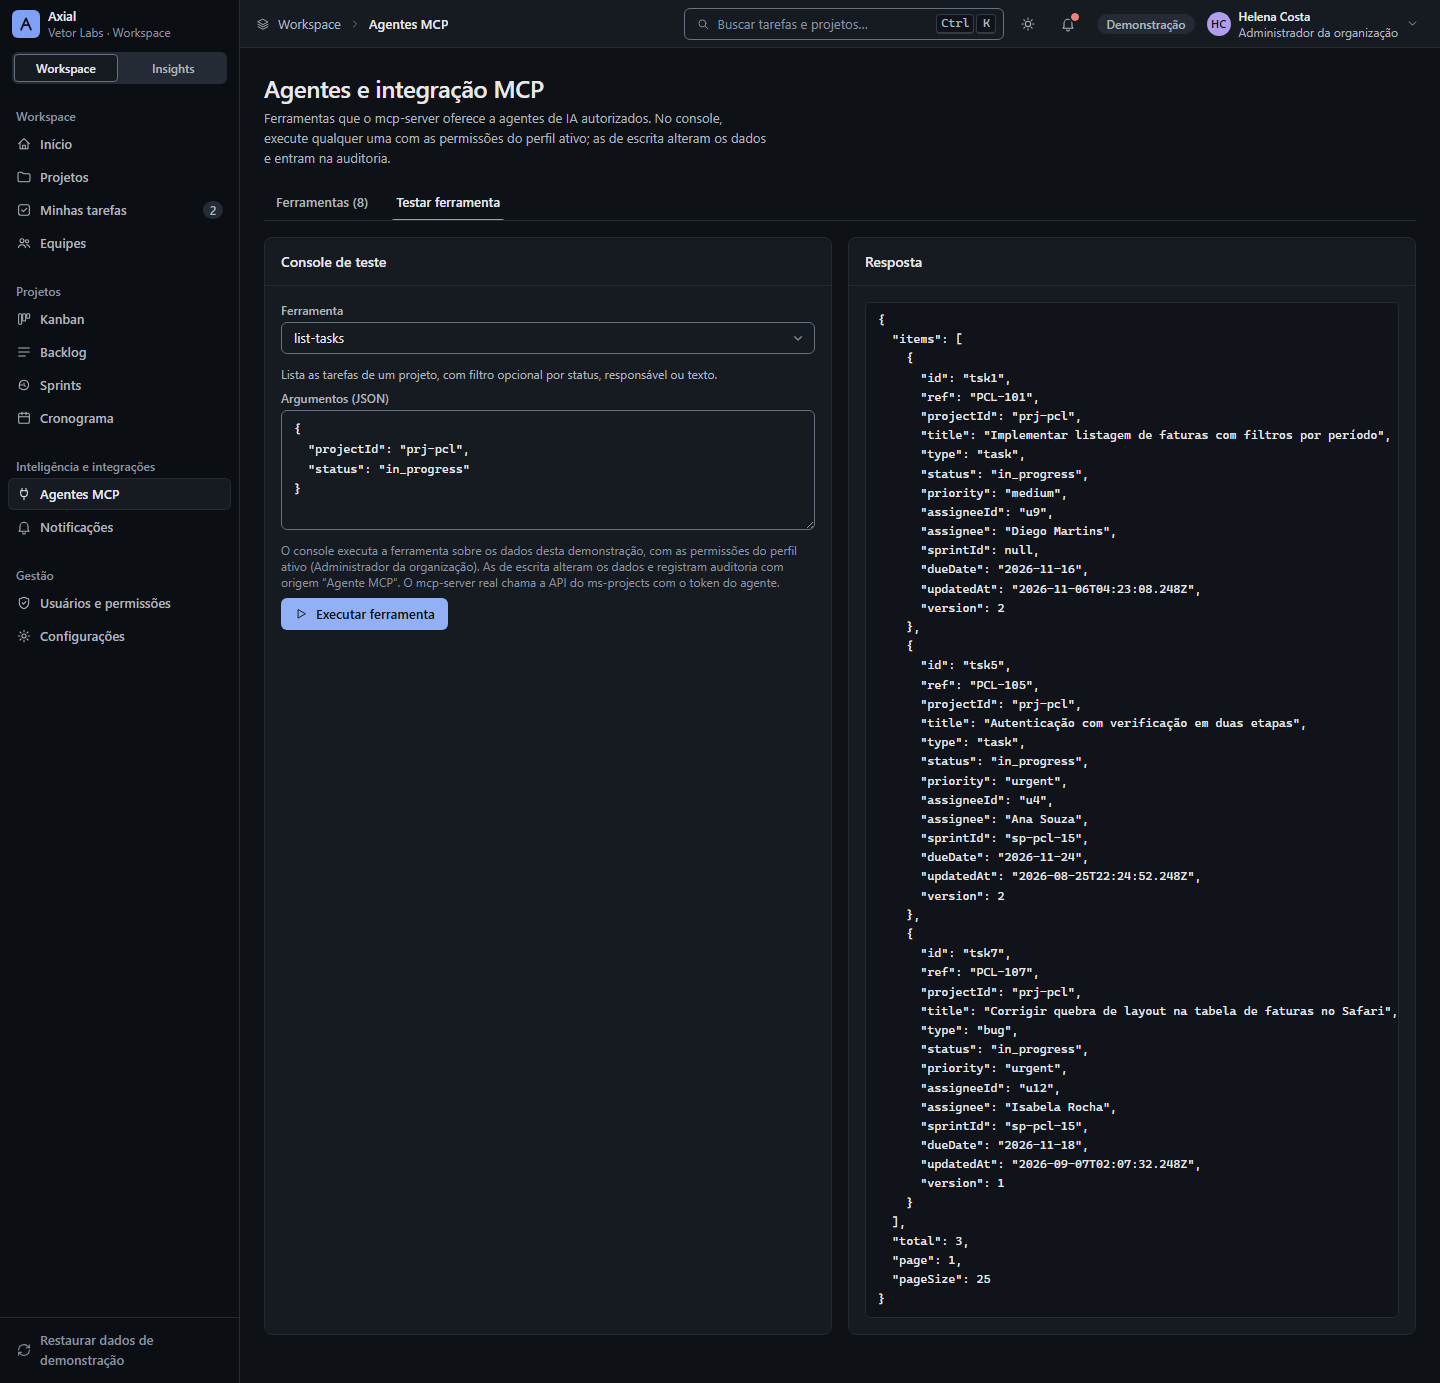 Axial
Vetor Labs · Workspace
Workspace
Insights
Workspace
Início
Projetos
Minhas tarefas
2
Equipes
Projetos
Kanban
Backlog
Sprints
Cronograma
Inteligência e integrações
Agentes MCP
Notificações
Gestão
Usuários e permissões
Configurações
Restaurar dados de
demonstração
Workspace
Agentes MCP
Buscar tarefas e projetos...
Ctrl K
Demonstração
HC
Helena Costa
Administrador da organização
Agentes e integração MCP
Ferramentas que o mcp-server oferece a agentes de IA autorizados. No console,
execute qualquer uma com as permissões do perfil ativo; as de escrita alteram os dados
e entram na auditoria.
Ferramentas (8)
Testar ferramenta
Console de teste
Ferramenta
list-tasks
Lista as tarefas de um projeto, com filtro opcional por status, responsável ou texto.
Argumentos (JSON)
{
  "projectId": "prj-pcl",
  "status": "in_progress"
}
O console executa a ferramenta sobre os dados desta demonstração, com as permissões do perfil
ativo (Administrador da organização). As de escrita alteram os dados e registram auditoria com
origem “Agente MCP”. O mcp-server real chama a API do ms-projects com o token do agente.
Executar ferramenta
Resposta
{
  "items": [
    {
      "id": "tsk1",
      "ref": "PCL-101",
      "projectId": "prj-pcl",
      "title": "Implementar listagem de faturas com filtros por período",
      "type": "task",
      "status": "in_progress",
      "priority": "medium",
      "assigneeId": "u9",
      "assignee": "Diego Martins",
      "sprintId": null,
      "dueDate": "2026-11-16",
      "updatedAt": "2026-11-06T04:23:08.248Z",
      "version": 2
    },
    {
      "id": "tsk5",
      "ref": "PCL-105",
      "projectId": "prj-pcl",
      "title": "Autenticação com verificação em duas etapas",
      "type": "task",
      "status": "in_progress",
      "priority": "urgent",
      "assigneeId": "u4",
      "assignee": "Ana Souza",
      "sprintId": "sp-pcl-15",
      "dueDate": "2026-11-24",
      "updatedAt": "2026-08-25T22:24:52.248Z",
      "version": 2
    },
    {
      "id": "tsk7",
      "ref": "PCL-107",
      "projectId": "prj-pcl",
      "title": "Corrigir quebra de layout na tabela de faturas no Safari",
      "type": "bug",
      "status": "in_progress",
      "priority": "urgent",
      "assigneeId": "u12",
      "assignee": "Isabela Rocha",
      "sprintId": "sp-pcl-15",
      "dueDate": "2026-11-18",
      "updatedAt": "2026-09-07T02:07:32.248Z",
      "version": 1
    }
  ],
  "total": 3,
  "page": 1,
  "pageSize": 25
}